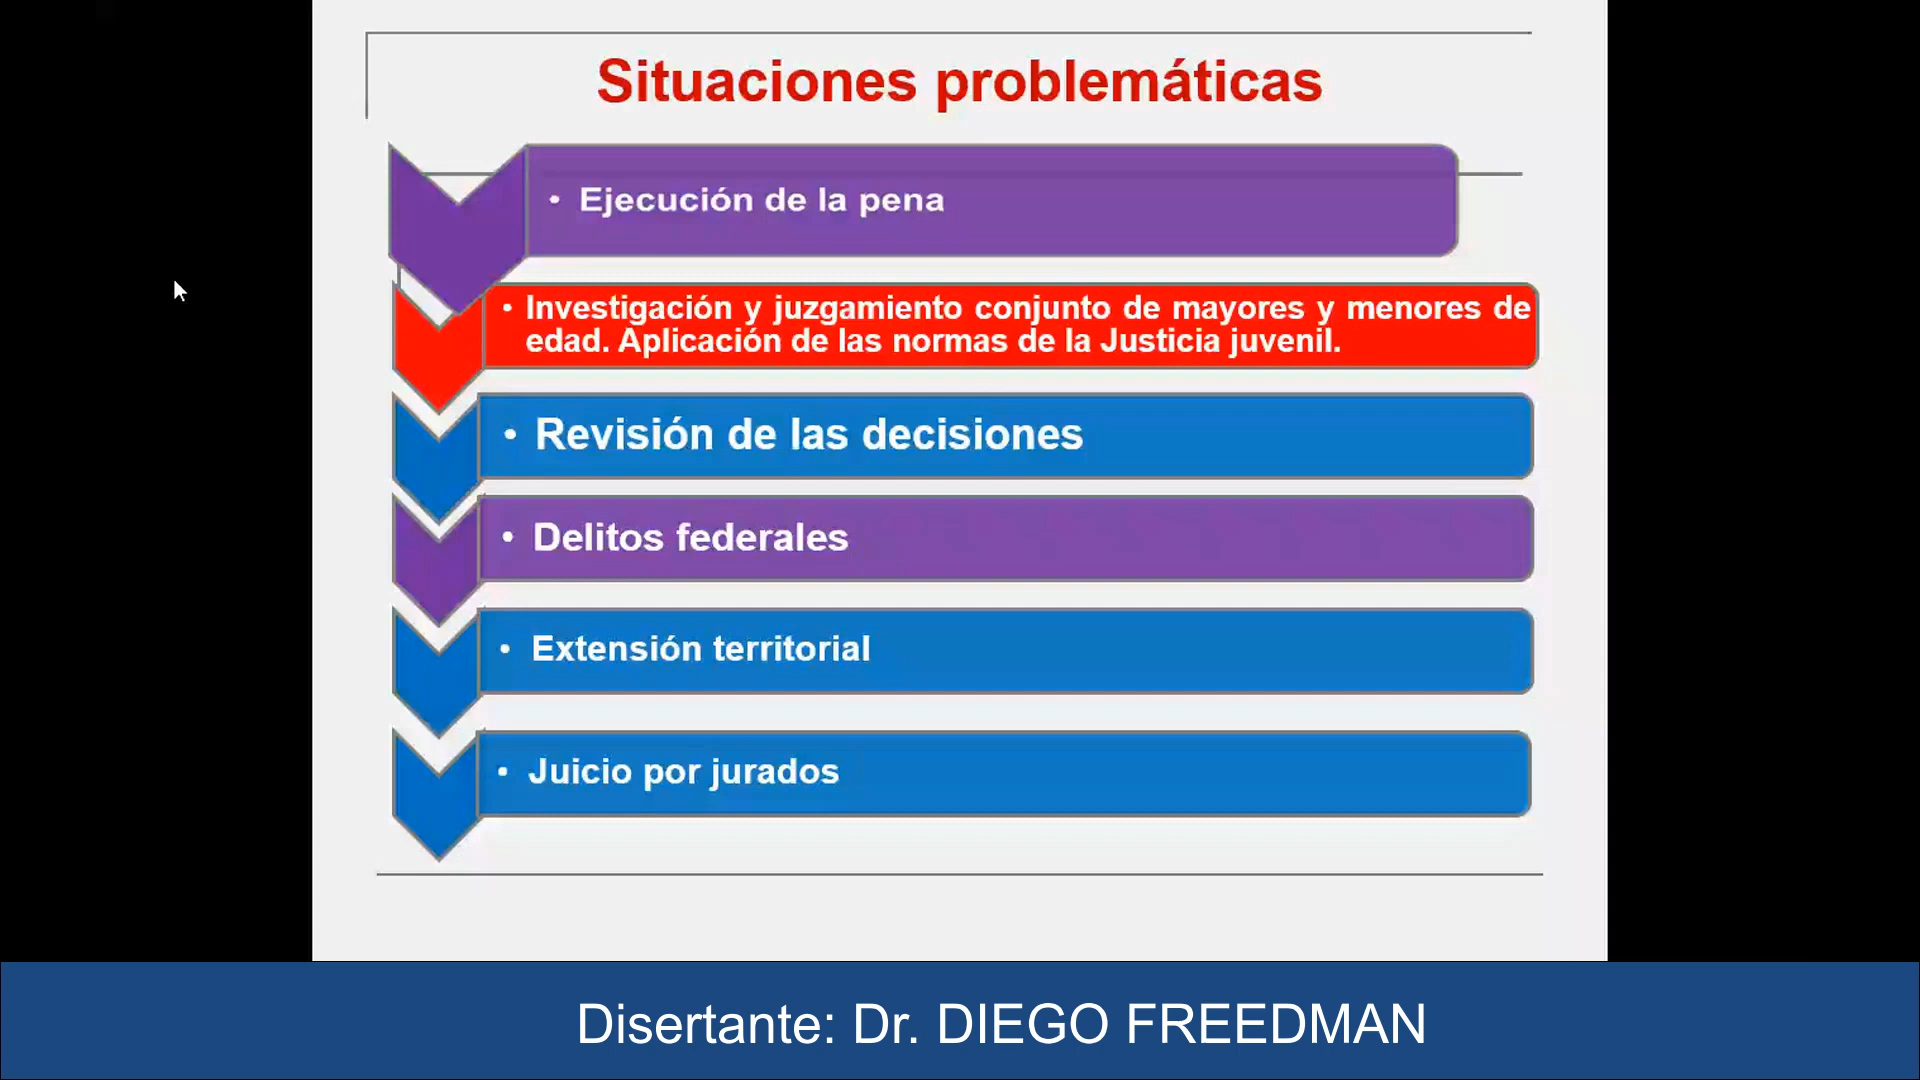 Situaciones problemáticas
• Ejecución de la pena
• Investigación y juzgamiento conjunto de mayores y menores de
edad. Aplicación de las normas de la Justicia juvenil.
• Revisión de las decisiones
• Delitos federales
• Extensión territorial
• Juicio por jurados
Disertante: Dr. DIEGO FREEDMAN